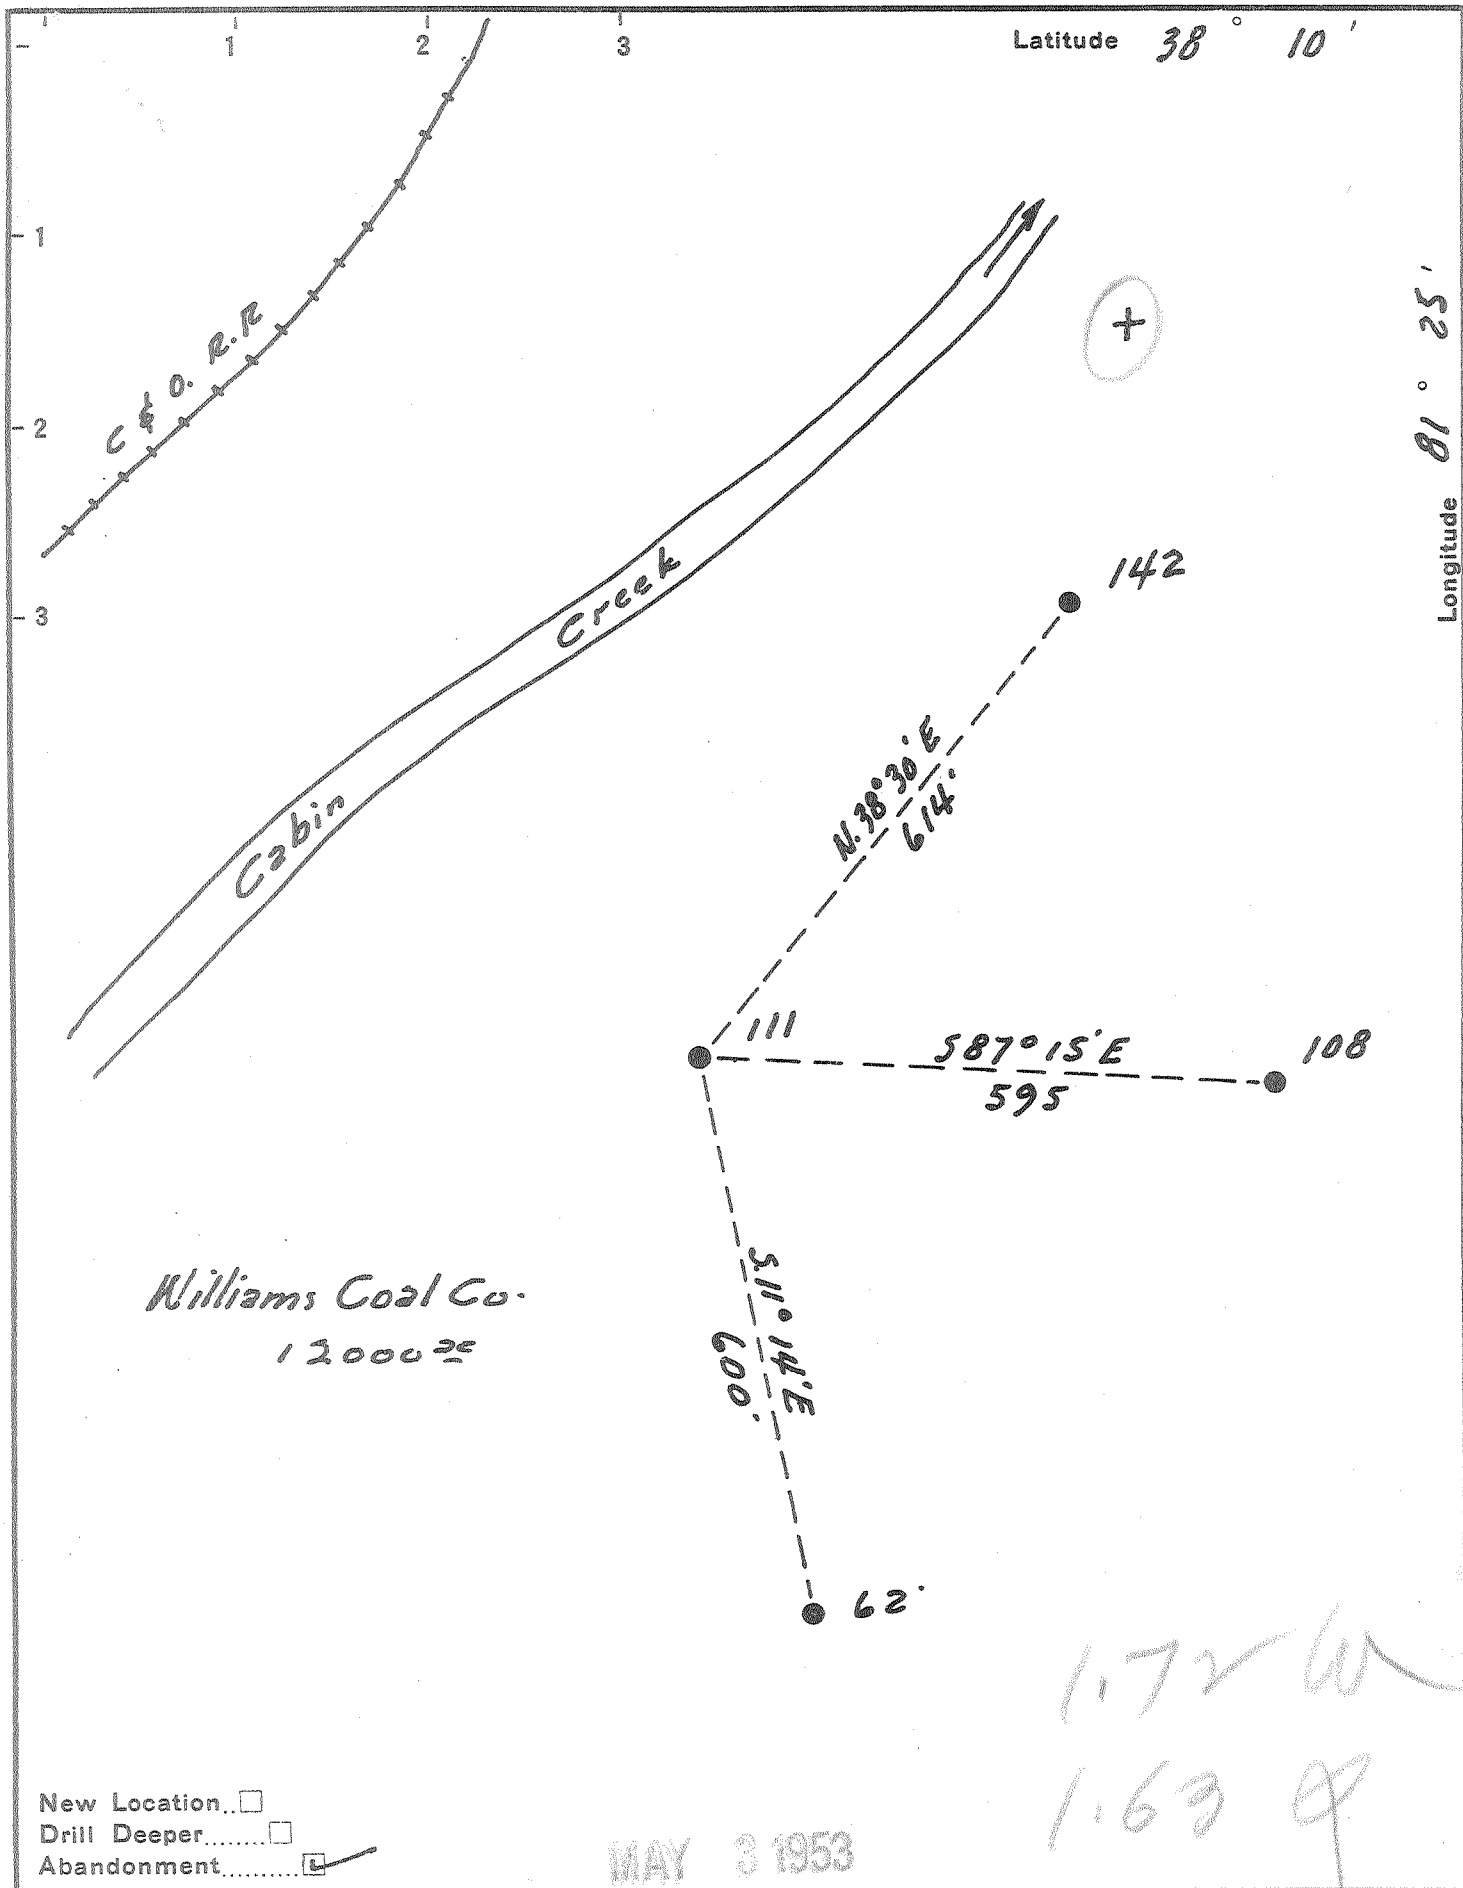 1 2 3
Latitude 38° 10'
1
2
3
Longitude 81° 25'
C & O. R.R
+
Creek
Cabin
142
N.38°30'E
614'
111
S87°15'E
595
108
S.11°14'E
600'
Williams Coal Co.
12000 ac
62
1.72 W
1.63
New Location..
Drill Deeper........
Abandonment..........
MAY 3 1953